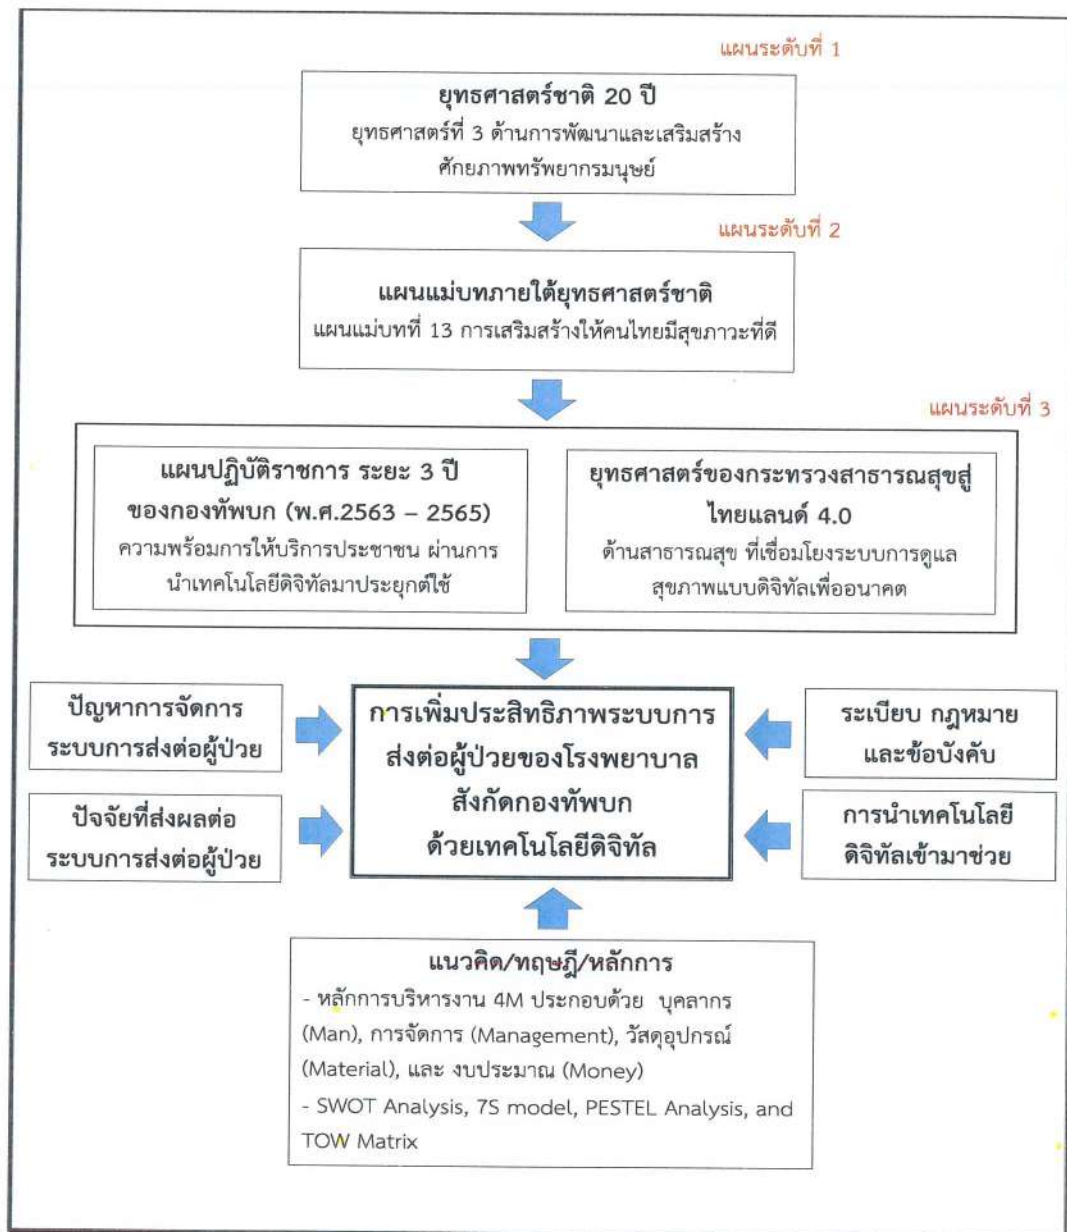 แผนระดับที่ 1
ยุทธศาสตร์ชาติ 20 ปี
ยุทธศาสตร์ที่ 3 ด้านการพัฒนาและเสริมสร้าง
ศักยภาพทรัพยากรมนุษย์
แผนระดับที่ 2
แผนแม่บทภายใต้ยุทธศาสตร์ชาติ
แผนแม่บทที่ 13 การเสริมสร้างให้คนไทยมีสุขภาวะที่ดี
แผนระดับที่ 3
แผนปฏิบัติราชการ ระยะ 3 ปี
ของกองทัพบก (พ.ศ.2563 – 2565)
ความพร้อมการให้บริการประชาชน ผ่านการ
นำเทคโนโลยีดิจิทัลมาประยุกต์ใช้
ยุทธศาสตร์ของกระทรวงสาธารณสุขสู่
ไทยแลนด์ 4.0
ด้านสาธารณสุข ที่เชื่อมโยงระบบการดูแล
สุขภาพแบบดิจิทัลเพื่ออนาคต
ปัญหาการจัดการ
ระบบการส่งต่อผู้ป่วย
ปัจจัยที่ส่งผลต่อ
ระบบการส่งต่อผู้ป่วย
การเพิ่มประสิทธิภาพระบบการ
ส่งต่อผู้ป่วยของโรงพยาบาล
สังกัดกองทัพบก
ด้วยเทคโนโลยีดิจิทัล
ระเบียบ กฎหมาย
และข้อบังคับ
การนำเทคโนโลยี
ดิจิทัลเข้ามาช่วย
แนวคิด/ทฤษฎี/หลักการ
- หลักการบริหารงาน 4M ประกอบด้วย บุคลากร
(Man), การจัดการ (Management), วัสดุอุปกรณ์
(Material), และ งบประมาณ (Money)
- SWOT Analysis, 7S model, PESTEL Analysis, and
TOW Matrix